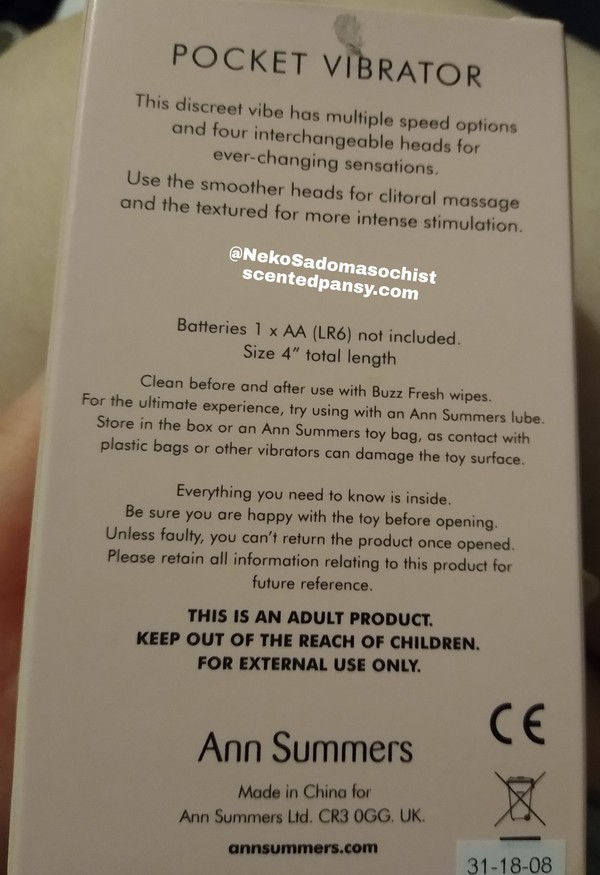 POCKET VIBRATOR
This discreet vibe has multiple speed options
and four interchangeable heads for
ever-changing sensations.
Use the smoother heads for clitoral massage
and the textured for more intense stimulation.
@NekoSadomasochist
scentedpansy.com
Batteries 1 x AA (LR6) not included.
Size 4" total length
Clean before and after use with Buzz Fresh wipes.
For the ultimate experience, try using with an Ann Summers lube.
Store in the box or an Ann Summers toy bag, as contact with
plastic bags or other vibrators can damage the toy surface.
Everything you need to know is inside.
Be sure you are happy with the toy before opening.
Unless faulty, you can't return the product once opened.
Please retain all information relating to this product for
future reference.
THIS IS AN ADULT PRODUCT.
KEEP OUT OF THE REACH OF CHILDREN.
FOR EXTERNAL USE ONLY.
CE
Ann Summers
Made in China for
Ann Summers Ltd. CR3 0GG. UK.
annsummers.com
31-18-08